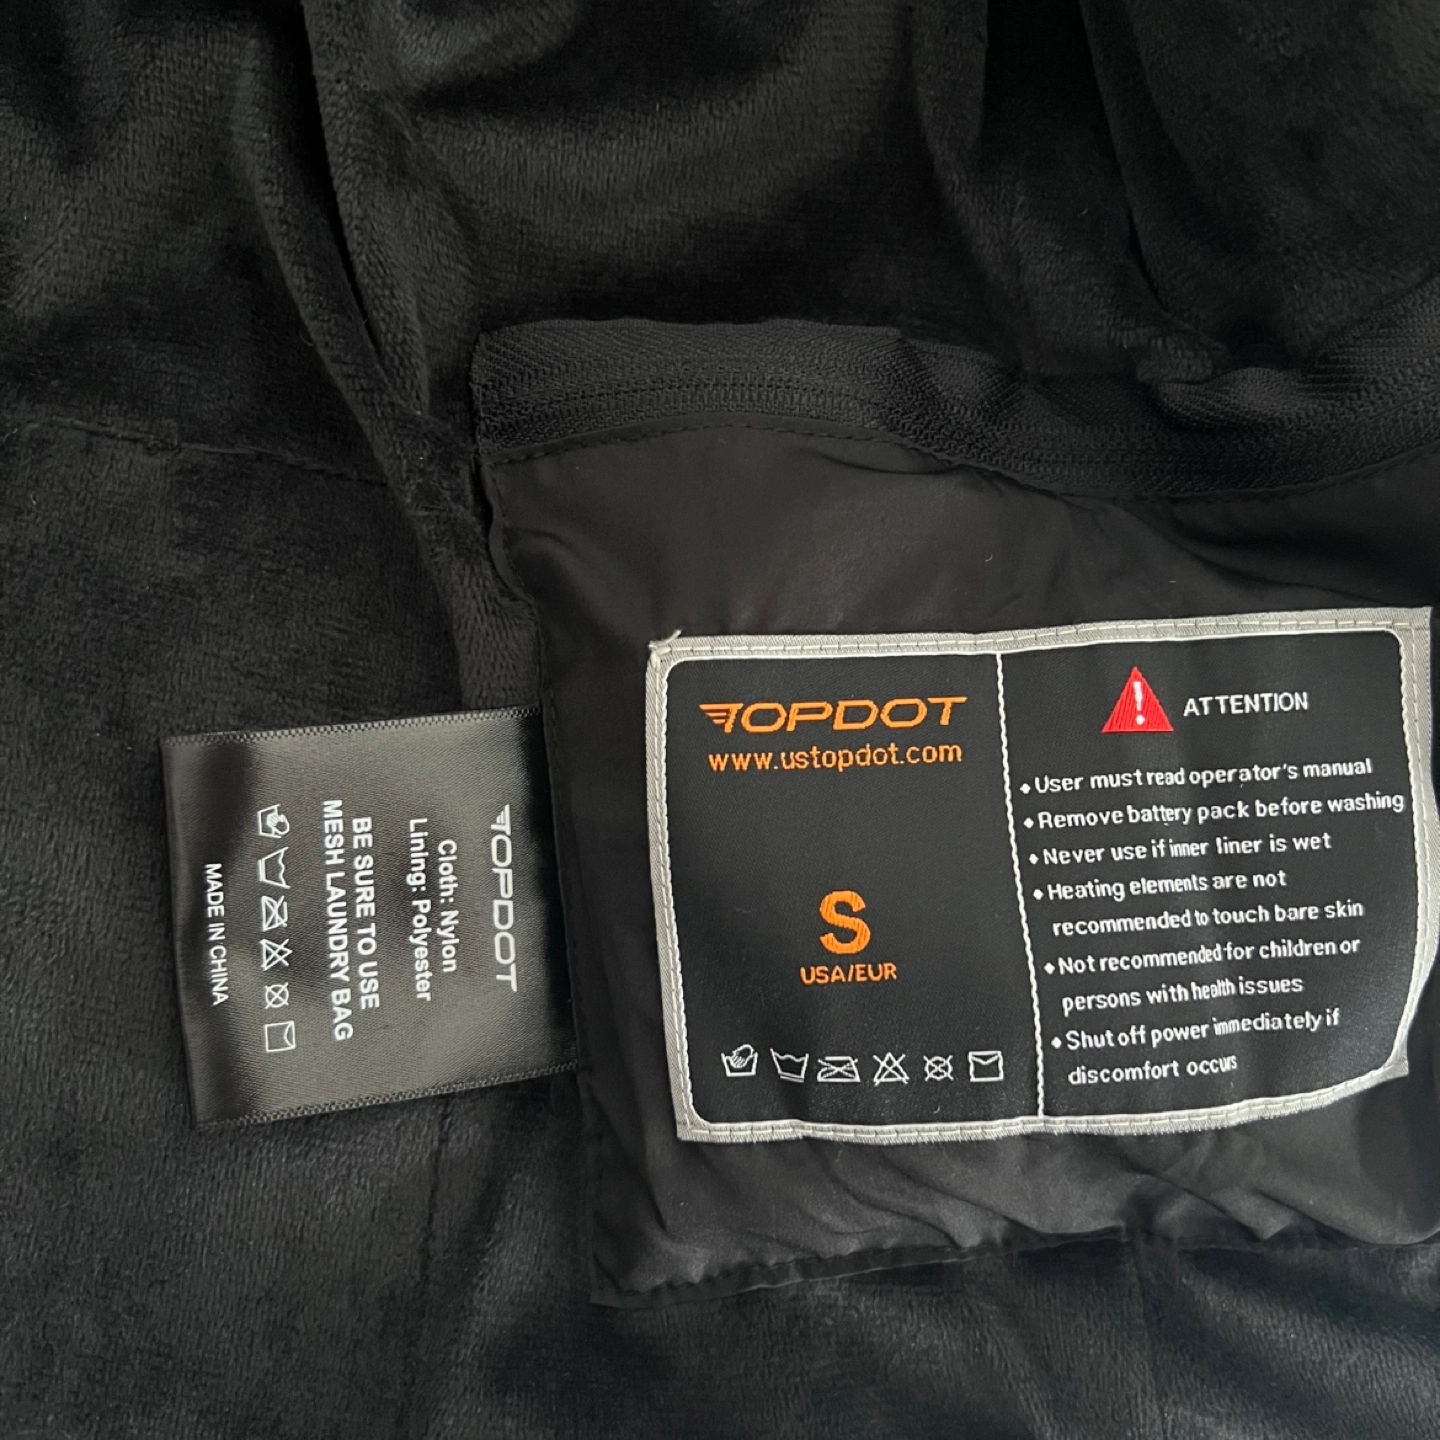 TOPDOT
Cloth: Nylon
Lining: Polyester
BE SURE TO USE
MESH LAUNDRY BAG
MADE IN CHINA
TOPDOT
www.ustopdot.com
S
USA/EUR
ATTENTION
• User must read operator's manual
• Remove battery pack before washing
• Never use if inner liner is wet
• Heating elements are not
recommended to touch bare skin
• Not recommended for children or
persons with health issues
• Shut off power immediately if
discomfort occurs